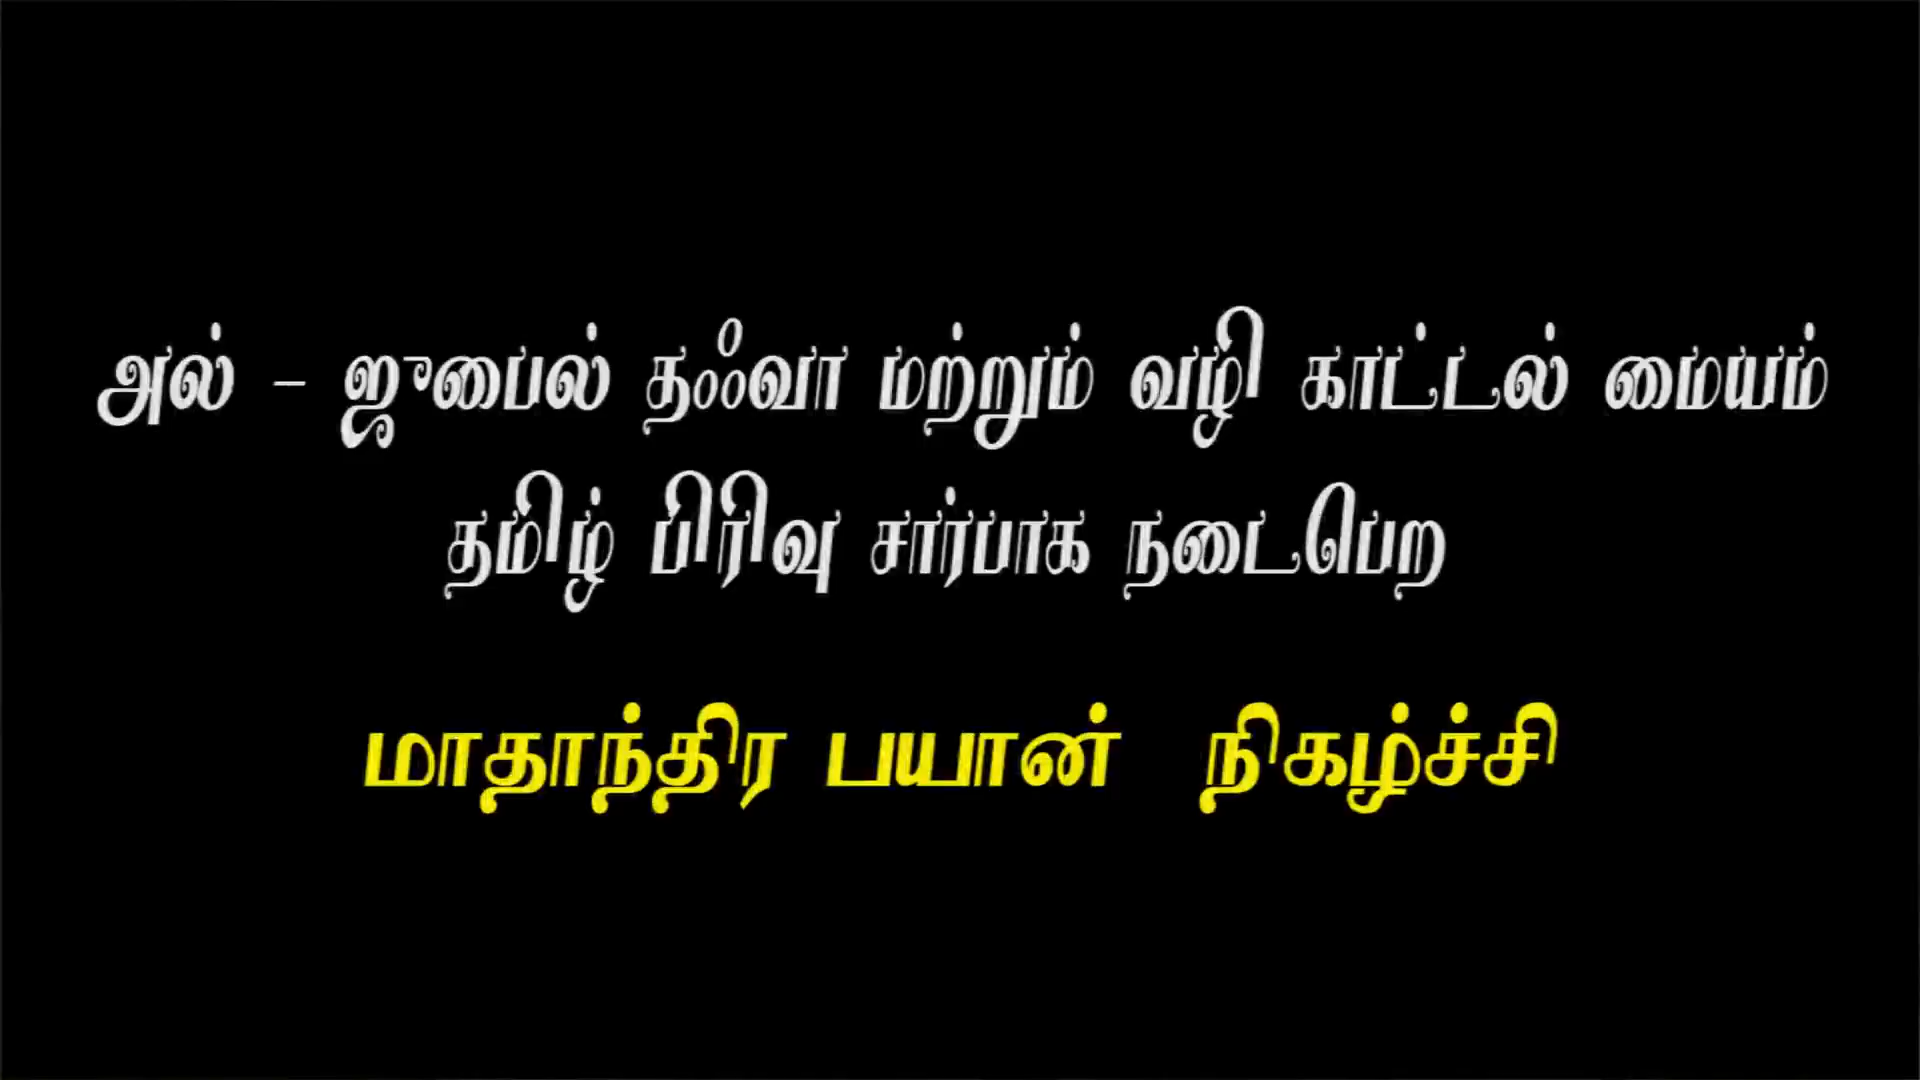 அல் - ஜுபைல் தஃவா மற்றும் வழி காட்டல் மையம்
தமிழ் பிரிவு சார்பாக நடைபெற
மாதாந்திர பயான் நிகழ்ச்சி